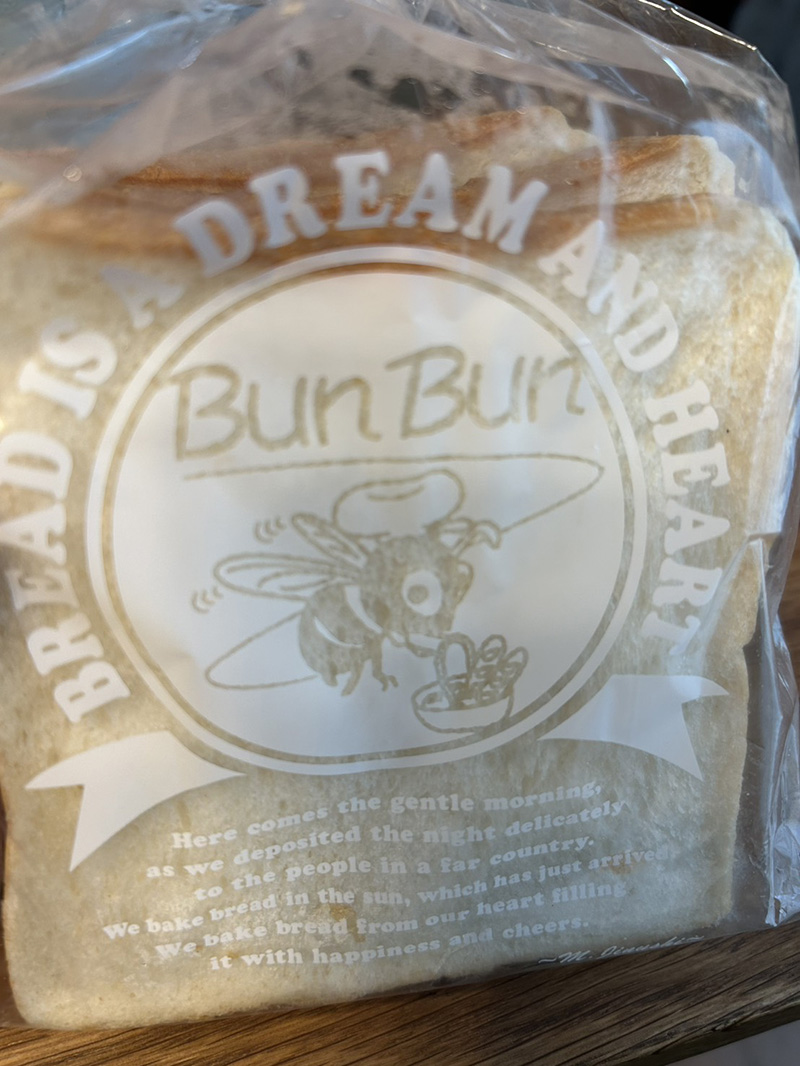 BREAD IS A DREAM AND HEART
Bun Bun
Here comes the gentle morning,
as we deposited the night delicately
to the people in a far country.
We bake bread in the sun, which has just arrived
We bake bread from our heart filling
it with happiness and cheers.
~M.